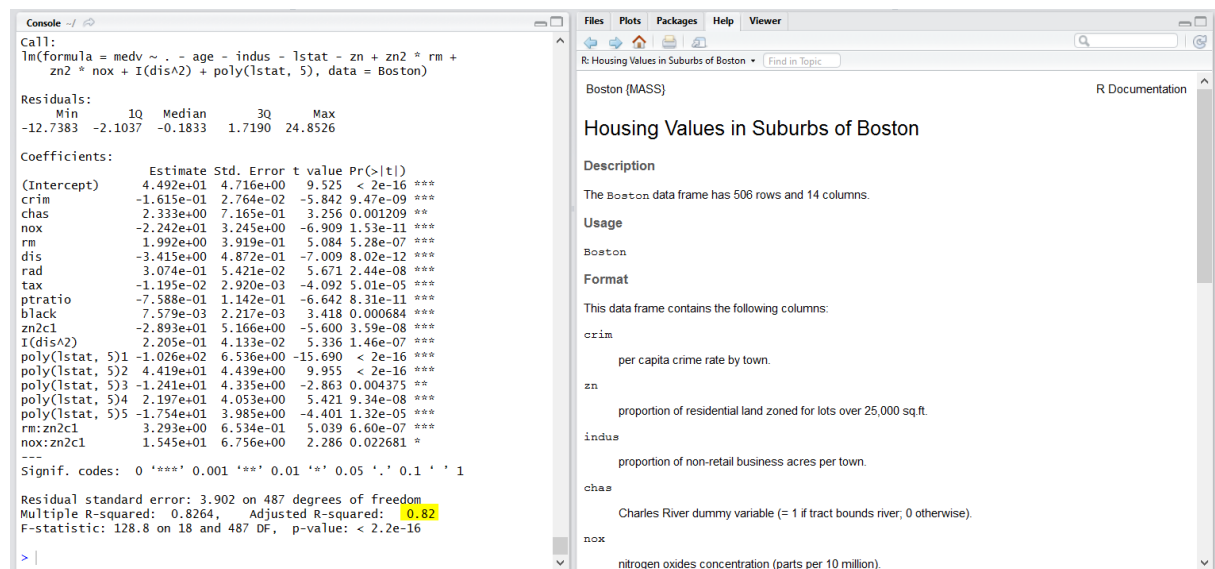 Console ~/
Call:
lm(formula = medv ~ . - age - indus - lstat - zn + zn2 * rm +
    zn2 * nox + I(dis^2) + poly(lstat, 5), data = Boston)
Residuals:
     Min       1Q   Median       3Q      Max
-12.7383  -2.1037  -0.1833   1.7190  24.8526
Coefficients:
                  Estimate Std. Error t value Pr(>|t|)
(Intercept)      4.492e+01  4.716e+00   9.525  < 2e-16 ***
crim            -1.615e-01  2.764e-02  -5.842 9.47e-09 ***
chas             2.333e+00  7.165e-01   3.256 0.001209 **
nox             -2.242e+01  3.245e+00  -6.909 1.53e-11 ***
rm               1.992e+00  3.919e-01   5.084 5.28e-07 ***
dis             -3.415e+00  4.872e-01  -7.009 8.02e-12 ***
rad              3.074e-01  5.421e-02   5.671 2.44e-08 ***
tax             -1.195e-02  2.920e-03  -4.092 5.01e-05 ***
ptratio         -7.588e-01  1.142e-01  -6.642 8.31e-11 ***
black            7.579e-03  2.217e-03   3.418 0.000684 ***
zn2c1           -2.893e+01  5.166e+00  -5.600 3.59e-08 ***
I(dis^2)         2.205e-01  4.133e-02   5.336 1.46e-07 ***
poly(lstat, 5)1 -1.026e+02  6.536e+00 -15.690  < 2e-16 ***
poly(lstat, 5)2  4.419e+01  4.439e+00   9.955  < 2e-16 ***
poly(lstat, 5)3 -1.241e+01  4.335e+00  -2.863 0.004375 **
poly(lstat, 5)4  2.197e+01  4.053e+00   5.421 9.34e-08 ***
poly(lstat, 5)5 -1.754e+01  3.985e+00  -4.401 1.32e-05 ***
rm:zn2c1         3.293e+00  6.534e-01   5.039 6.60e-07 ***
nox:zn2c1        1.545e+01  6.756e+00   2.286 0.022681 *
---
Signif. codes:  0 ‘***’ 0.001 ‘**’ 0.01 ‘*’ 0.05 ‘.’ 0.1 ‘ ’ 1
Residual standard error: 3.902 on 487 degrees of freedom
Multiple R-squared:  0.8264,    Adjusted R-squared:   0.82
F-statistic: 128.8 on 18 and 487 DF,  p-value: < 2.2e-16
>
Files Plots Packages Help Viewer
R: Housing Values in Suburbs of Boston Find in Topic
Boston {MASS} R Documentation
Housing Values in Suburbs of Boston
Description
The Boston data frame has 506 rows and 14 columns.
Usage
Boston
Format
This data frame contains the following columns:
crim
per capita crime rate by town.
zn
proportion of residential land zoned for lots over 25,000 sq.ft.
indus
proportion of non-retail business acres per town.
chas
Charles River dummy variable (= 1 if tract bounds river; 0 otherwise).
nox
nitrogen oxides concentration (parts per 10 million).